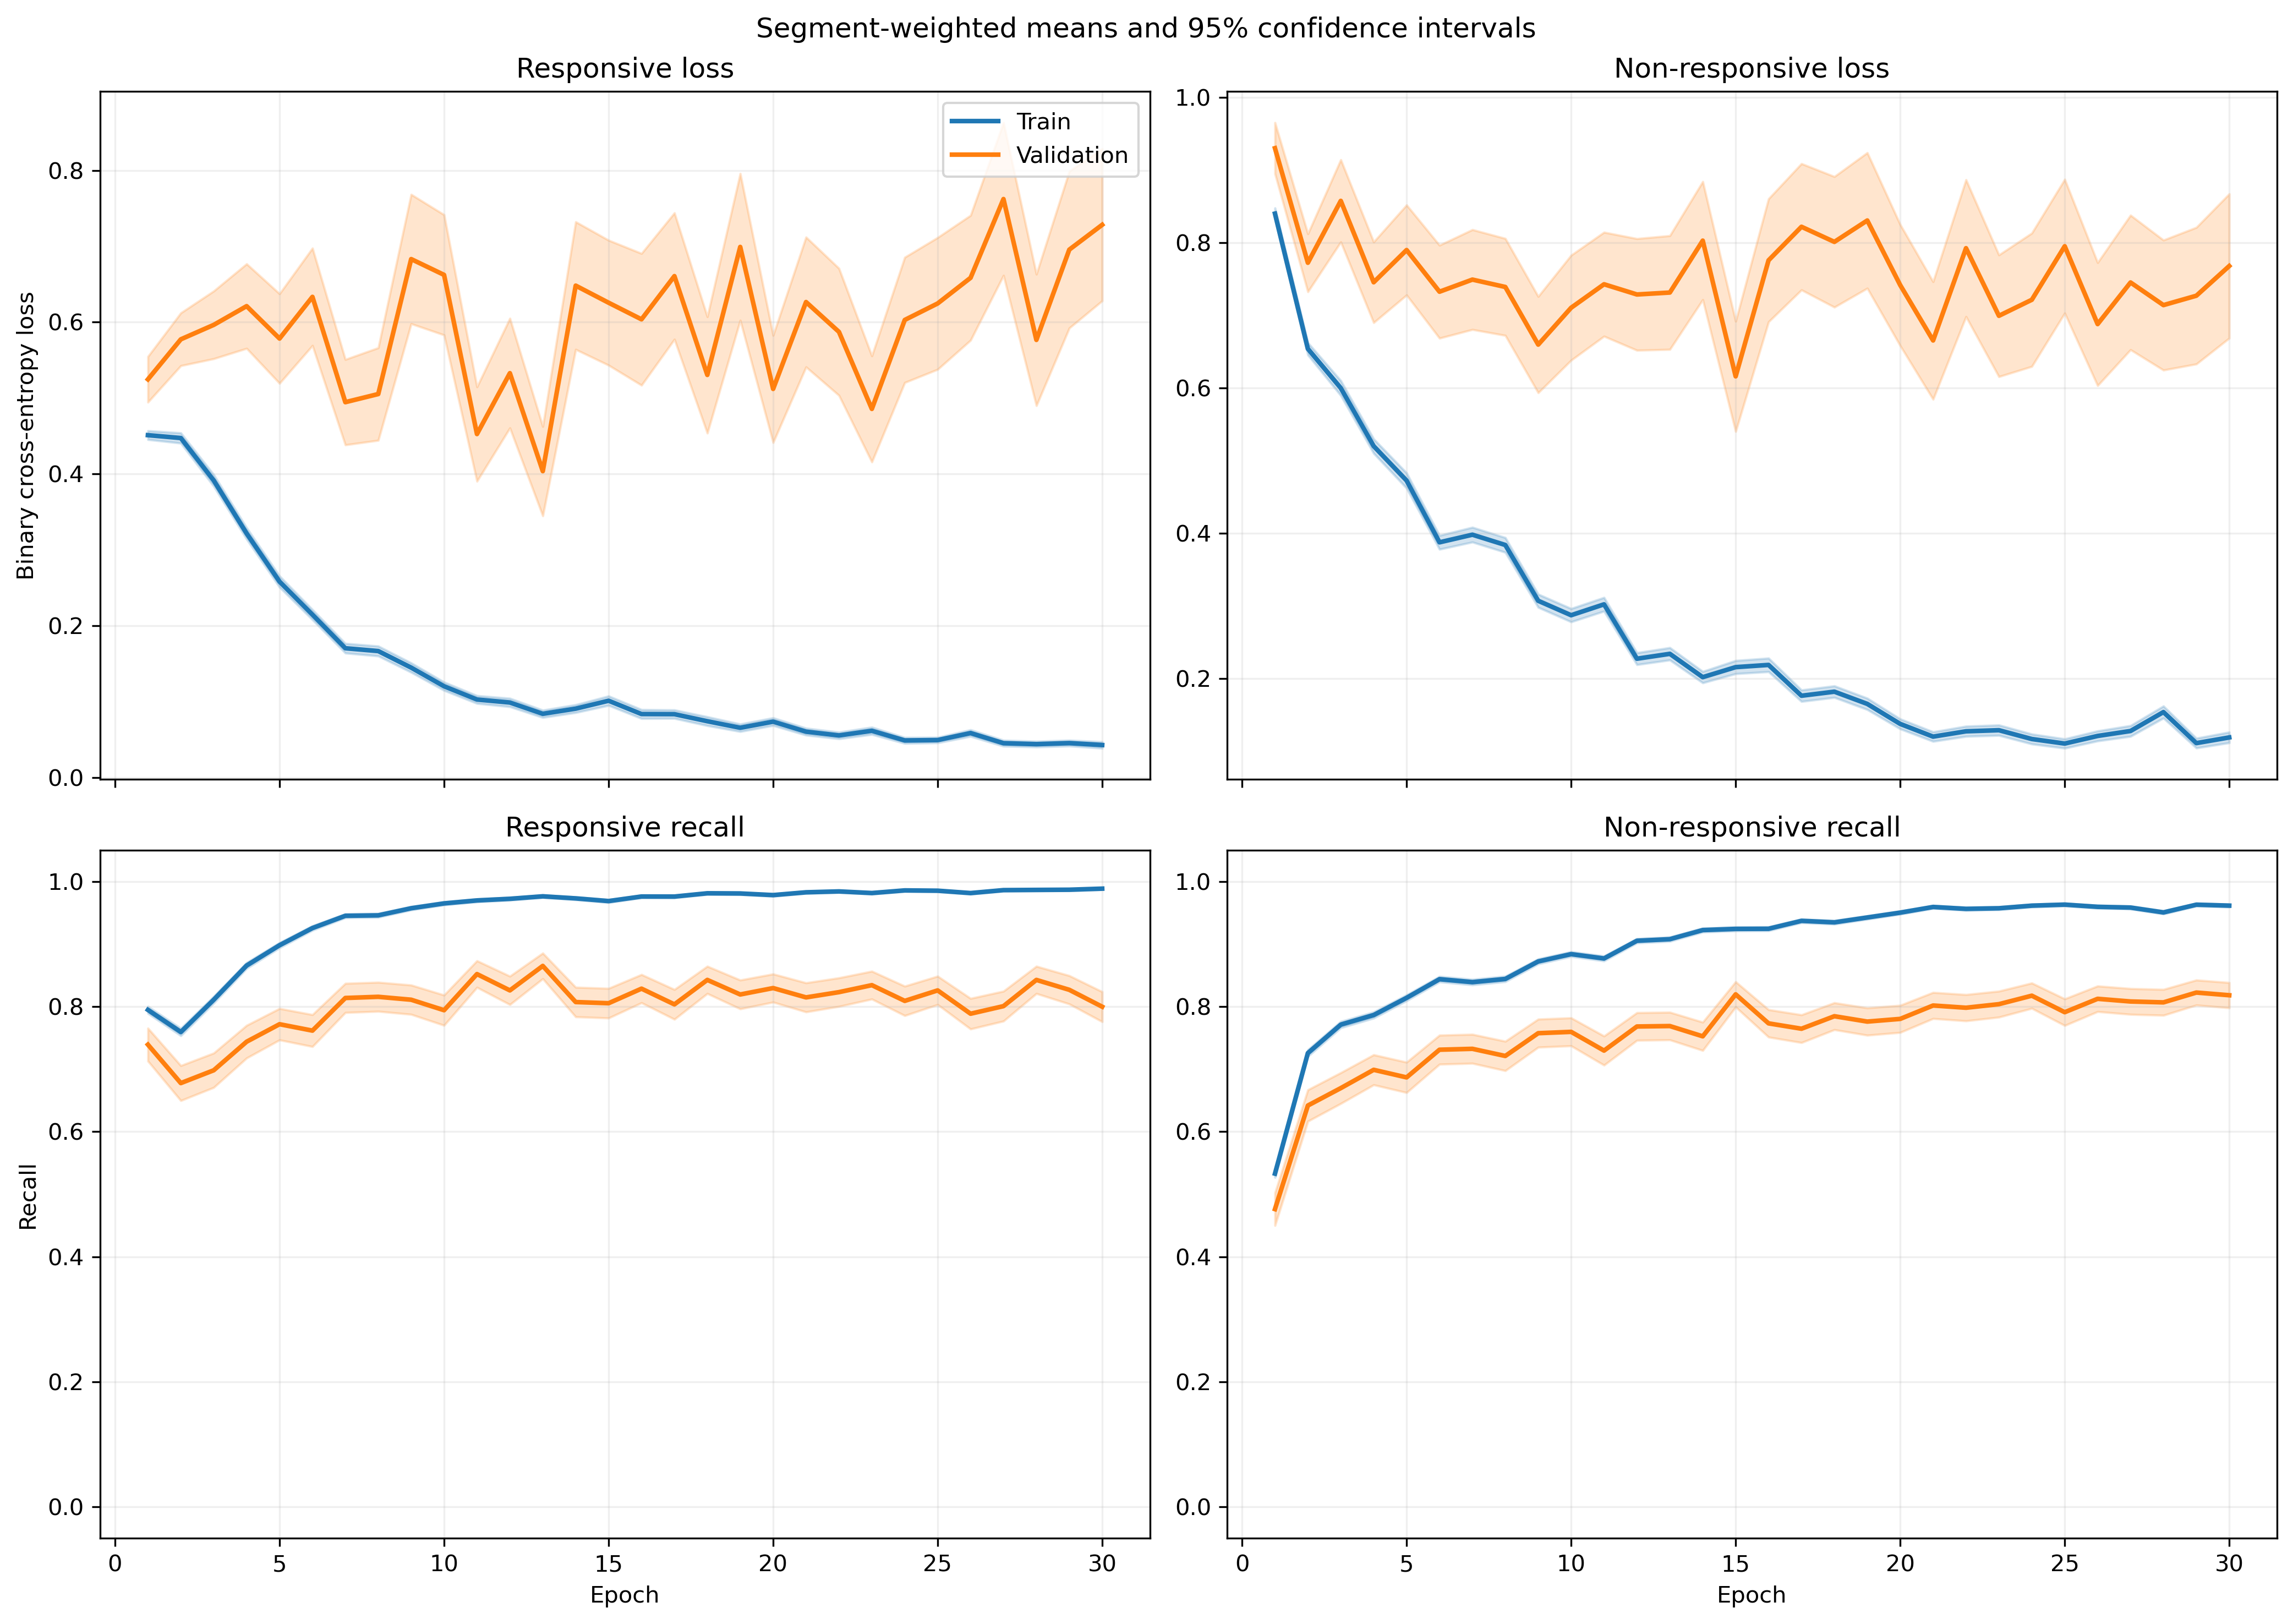 Segment-weighted means and 95% confidence intervals
Responsive loss
Non-responsive loss
Train
Validation
Binary cross-entropy loss
0.8
0.6
0.4
0.2
0.0
1.0
0.8
0.6
0.4
0.2
Responsive recall
Non-responsive recall
Recall
1.0
0.8
0.6
0.4
0.2
0.0
0 5 10 15 20 25 30
Epoch
1.0
0.8
0.6
0.4
0.2
0.0
0 5 10 15 20 25 30
Epoch